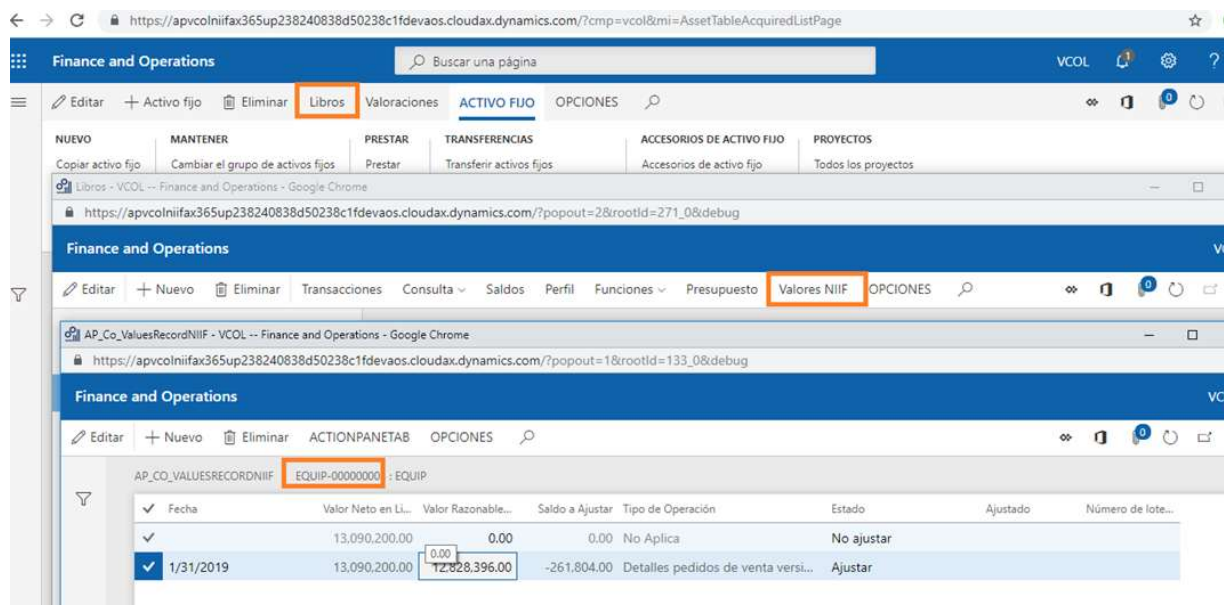 https://apvcolniifax365up238240838d50238c1fdevaos.cloudax.dynamics.com/?cmp=vcol&mi=AssetTableAcquiredListPage
Finance and Operations Buscar una página VCOL 1 ?
Editar + Activo fijo Eliminar Libros Valoraciones ACTIVO FIJO OPCIONES 0
NUEVO MANTENER PRESTAR TRANSFERENCIAS ACCESORIOS DE ACTIVO FIJO PROYECTOS
Copiar activo fijo Cambiar el grupo de activos fijos Prestar Transferir activos fijos Accesorios de activo fijo Todos los proyectos
Libros - VCOL -- Finance and Operations - Google Chrome
https://apvcolniifax365up238240838d50238c1fdevaos.cloudax.dynamics.com/?popout=2&rootId=271_0&debug
Finance and Operations
Editar + Nuevo Eliminar Transacciones Consulta Saldos Perfil Funciones Presupuesto Valores NIIF OPCIONES 0
AP_Co_ValuesRecordNIIF - VCOL -- Finance and Operations - Google Chrome
https://apvcolniifax365up238240838d50238c1fdevaos.cloudax.dynamics.com/?popout=1&rootId=133_0&debug
Finance and Operations
Editar + Nuevo Eliminar ACTIONPANETAB OPCIONES 0
AP_CO_VALUESRECORDNIIF EQUIP-00000000 : EQUIP
Fecha Valor Neto en Li... Valor Razonable... Saldo a Ajustar Tipo de Operación Estado Ajustado Número de lote...
13,090,200.00 0.00 0.00 No Aplica No ajustar
0.00
1/31/2019 13,090,200.00 12,828,396.00 -261,804.00 Detalles pedidos de venta versi... Ajustar